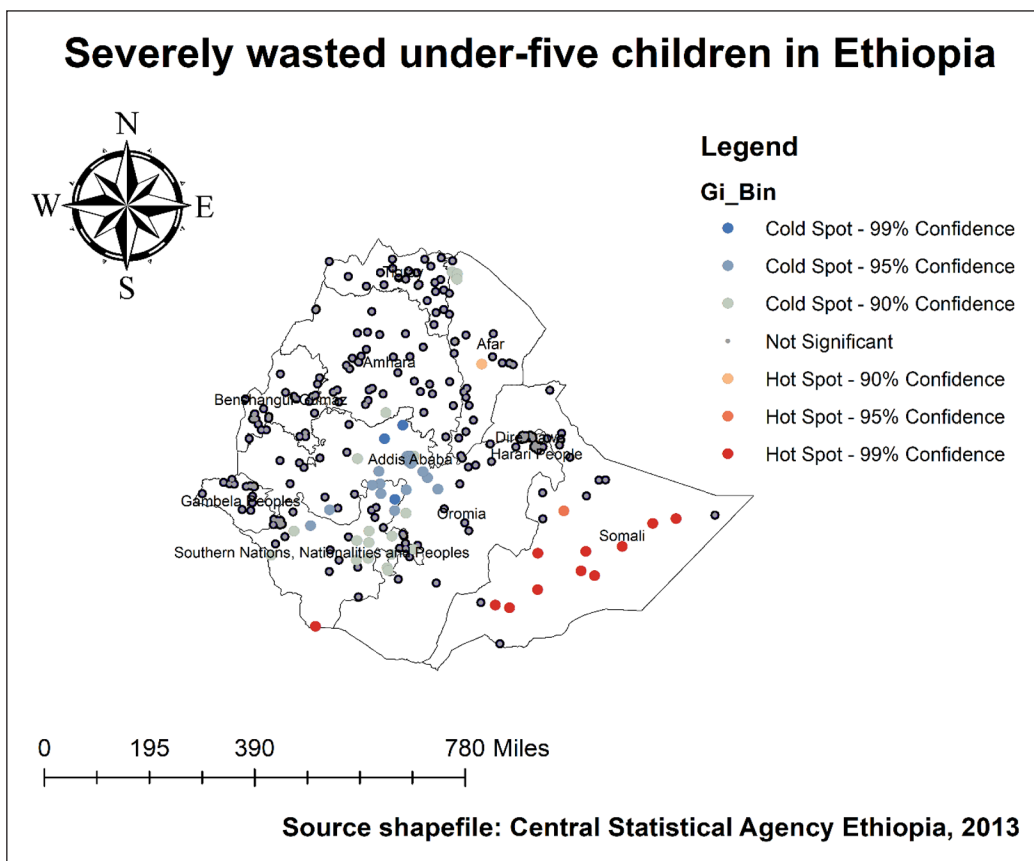 Severely wasted under-five children in Ethiopia
N
W
E
S
Legend
Gi_Bin
Cold Spot - 99% Confidence
Cold Spot - 95% Confidence
Cold Spot - 90% Confidence
Not Significant
Hot Spot - 90% Confidence
Hot Spot - 95% Confidence
Hot Spot - 99% Confidence
Tigray
Afar
Amhara
Benshangul-Gumaz
Dire Dawa
Addis Ababa
Harari People
Gambela Peoples
Oromia
Somali
Southern Nations, Nationalities and Peoples
0 195 390 780 Miles
Source shapefile: Central Statistical Agency Ethiopia, 2013